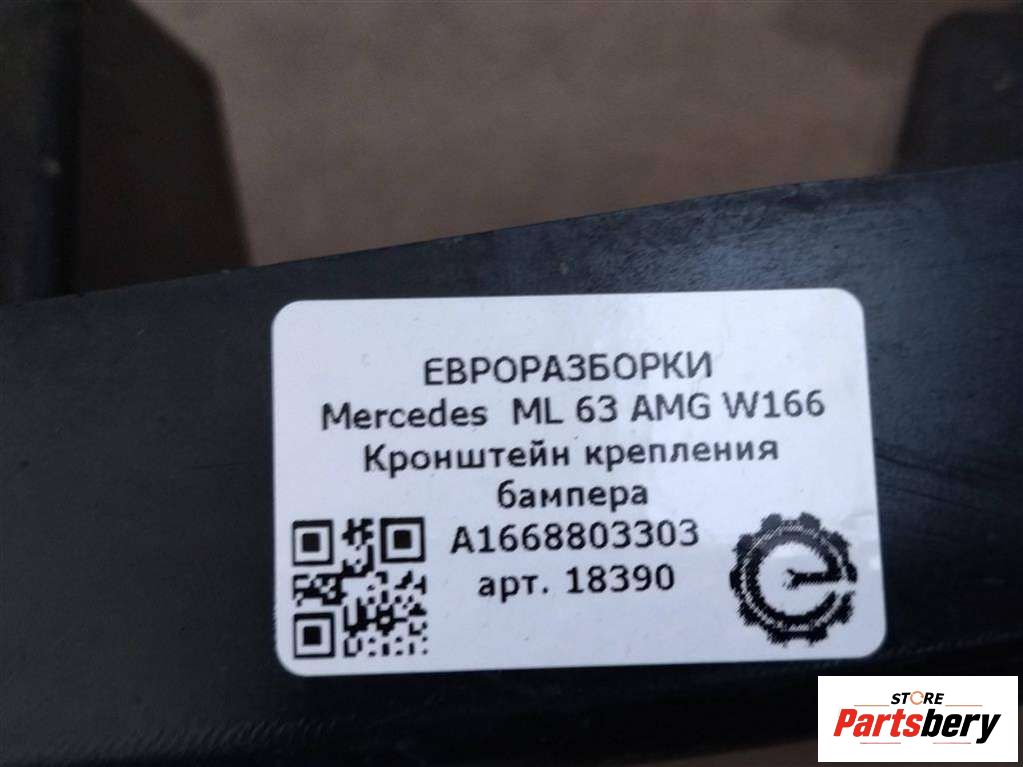 ЕВРОРАЗБОРКИ
Mercedes ML 63 AMG W166
Кронштейн крепления
бампера
A1668803303
арт. 18390
STORE
Partsbery